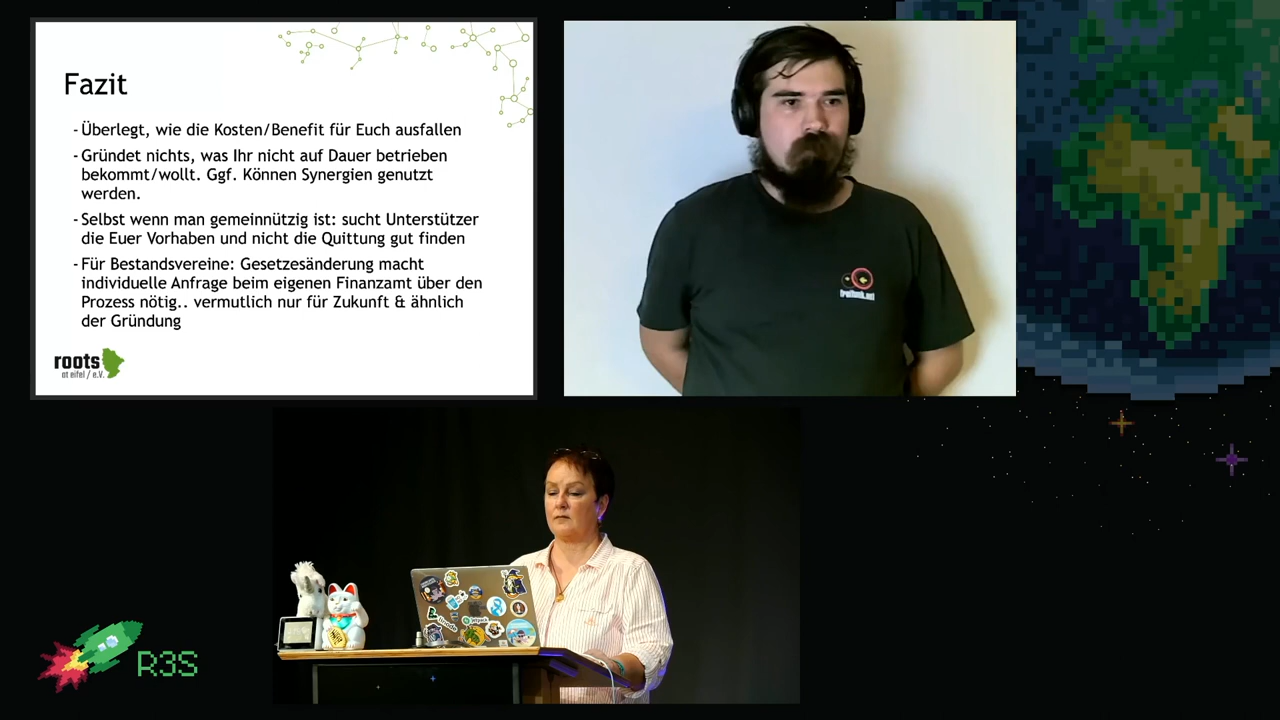 Fazit
- Überlegt, wie die Kosten/Benefit für Euch ausfallen
- Gründet nichts, was Ihr nicht auf Dauer betrieben
bekommt/wollt. Ggf. Können Synergien genutzt
werden.
- Selbst wenn man gemeinnützig ist: sucht Unterstützer
die Euer Vorhaben und nicht die Quittung gut finden
- Für Bestandsvereine: Gesetzesänderung macht
individuelle Anfrage beim eigenen Finanzamt über den
Prozess nötig.. vermutlich nur für Zukunft & ähnlich
der Gründung
roots
at eifel / e.V.
R3S